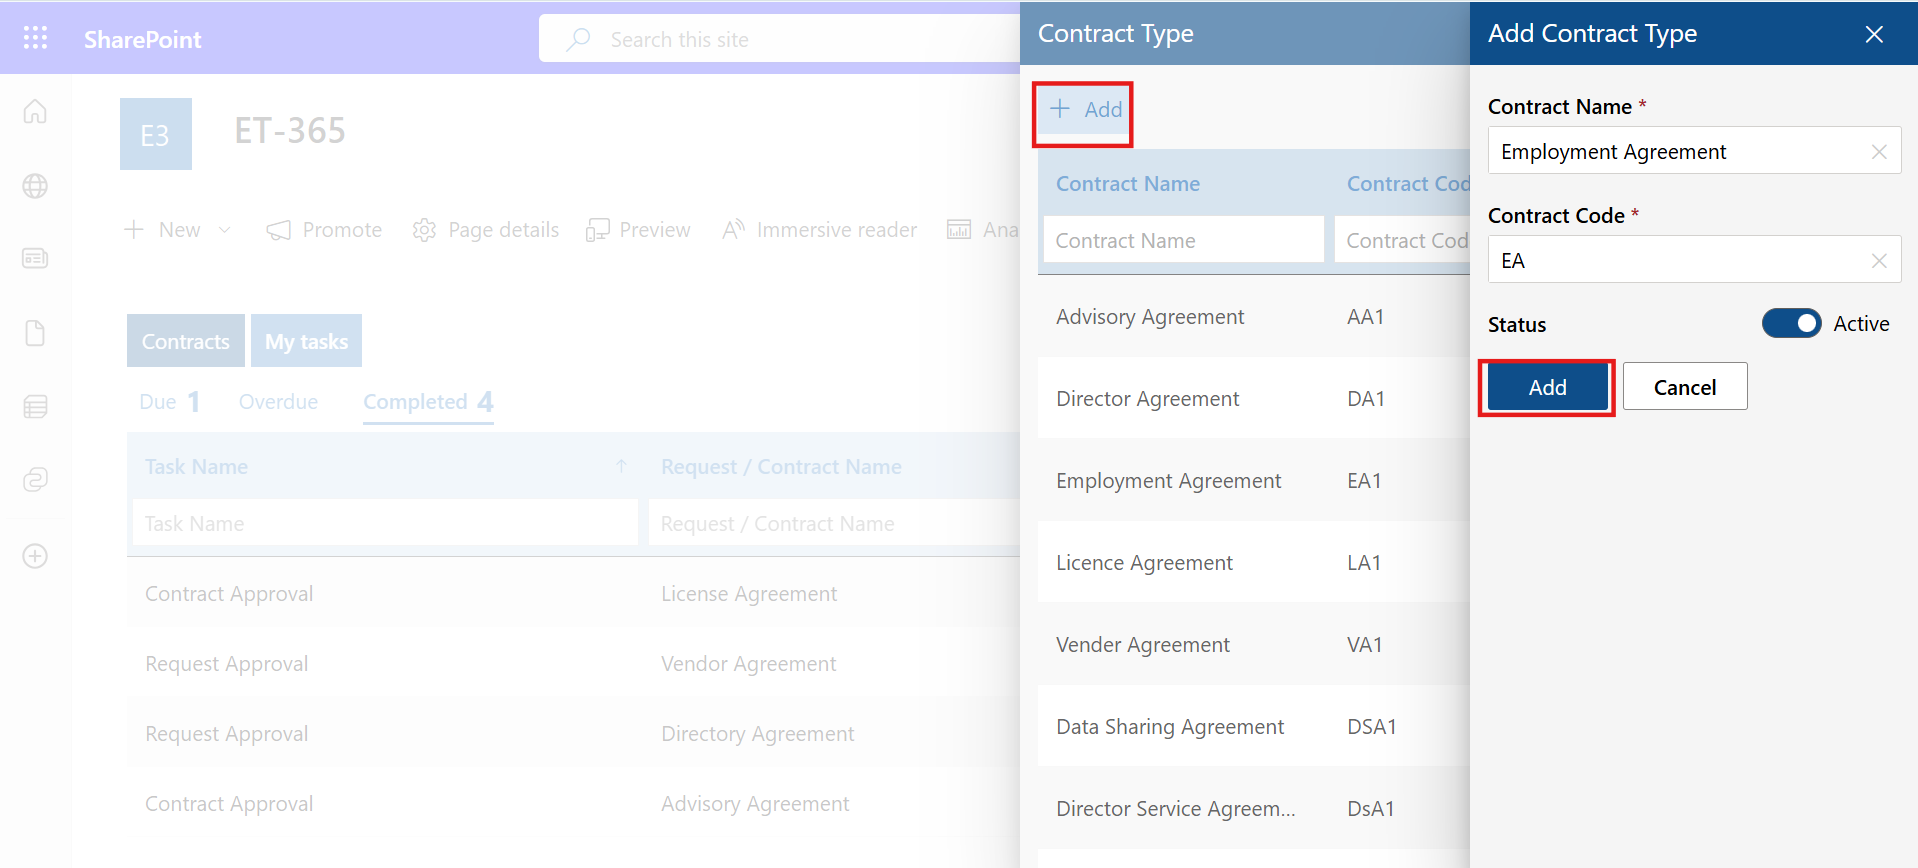 SharePoint
Search this site
E3
ET-365
New
Promote
Page details
Preview
Immersive reader
Ana
Contracts
My tasks
Due 1
Overdue
Completed 4
Task Name
Request / Contract Name
Task Name
Request / Contract Name
Contract Approval
License Agreement
Request Approval
Vendor Agreement
Request Approval
Directory Agreement
Contract Approval
Advisory Agreement
Contract Type
+ Add
Contract Name
Contract Cod
Contract Name
Contract Cod
Advisory Agreement
AA1
Director Agreement
DA1
Employment Agreement
EA1
Licence Agreement
LA1
Vender Agreement
VA1
Data Sharing Agreement
DSA1
Director Service Agreem...
DsA1
Add Contract Type
Contract Name *
Employment Agreement
Contract Code *
EA
Status
Active
Add
Cancel